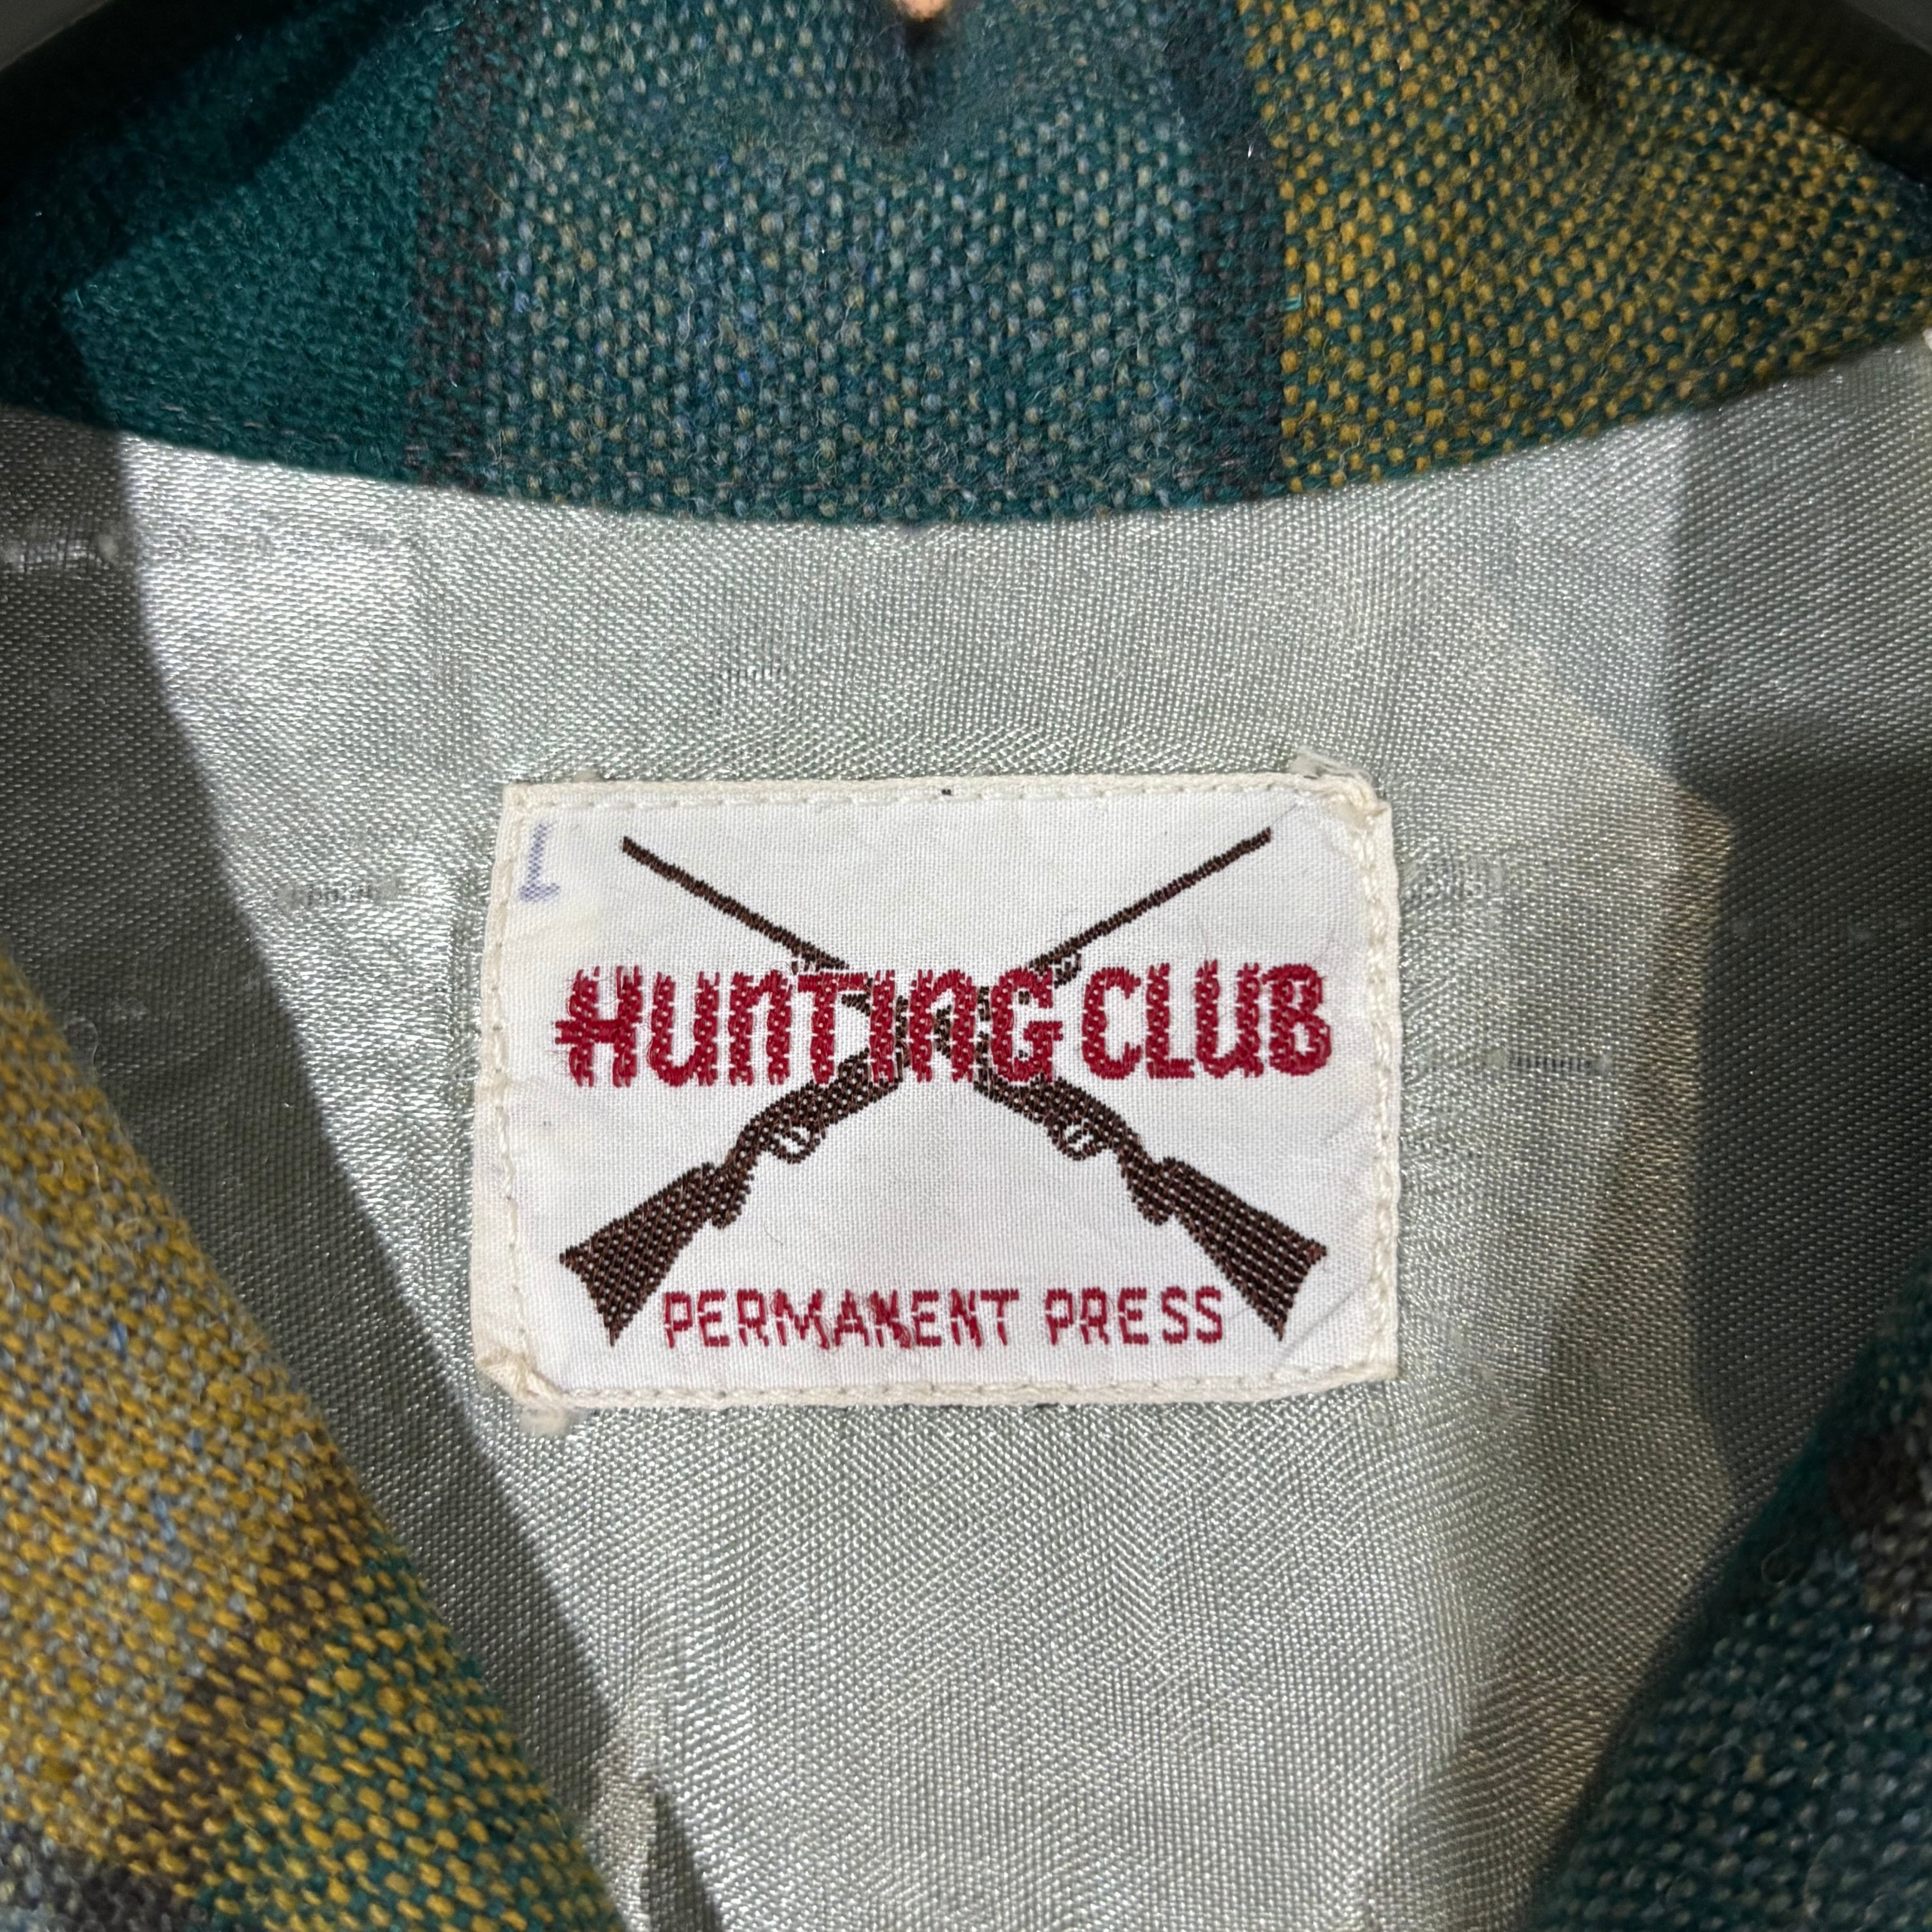 L
HUNTING CLUB
PERMANENT PRESS